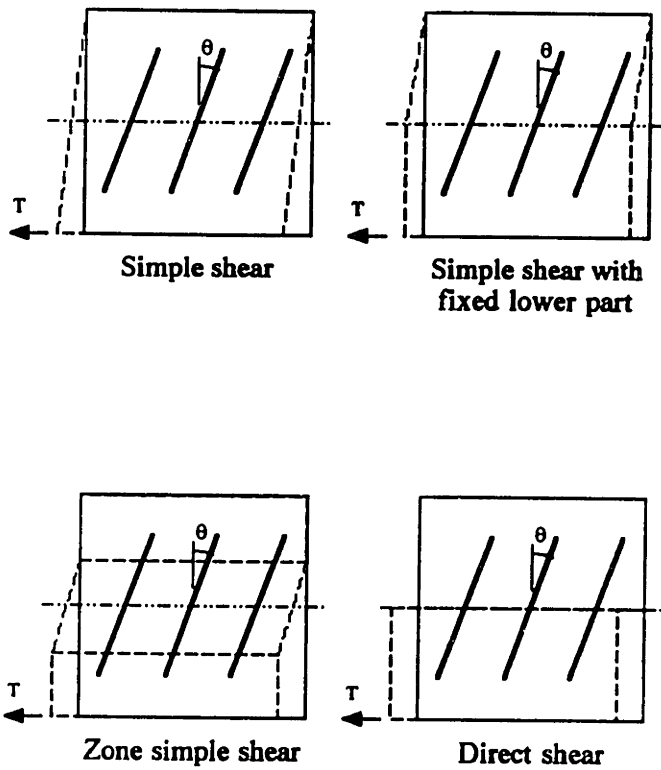 θ
T
Simple shear
θ
T
Simple shear with
fixed lower part
θ
T
Zone simple shear
θ
T
Direct shear